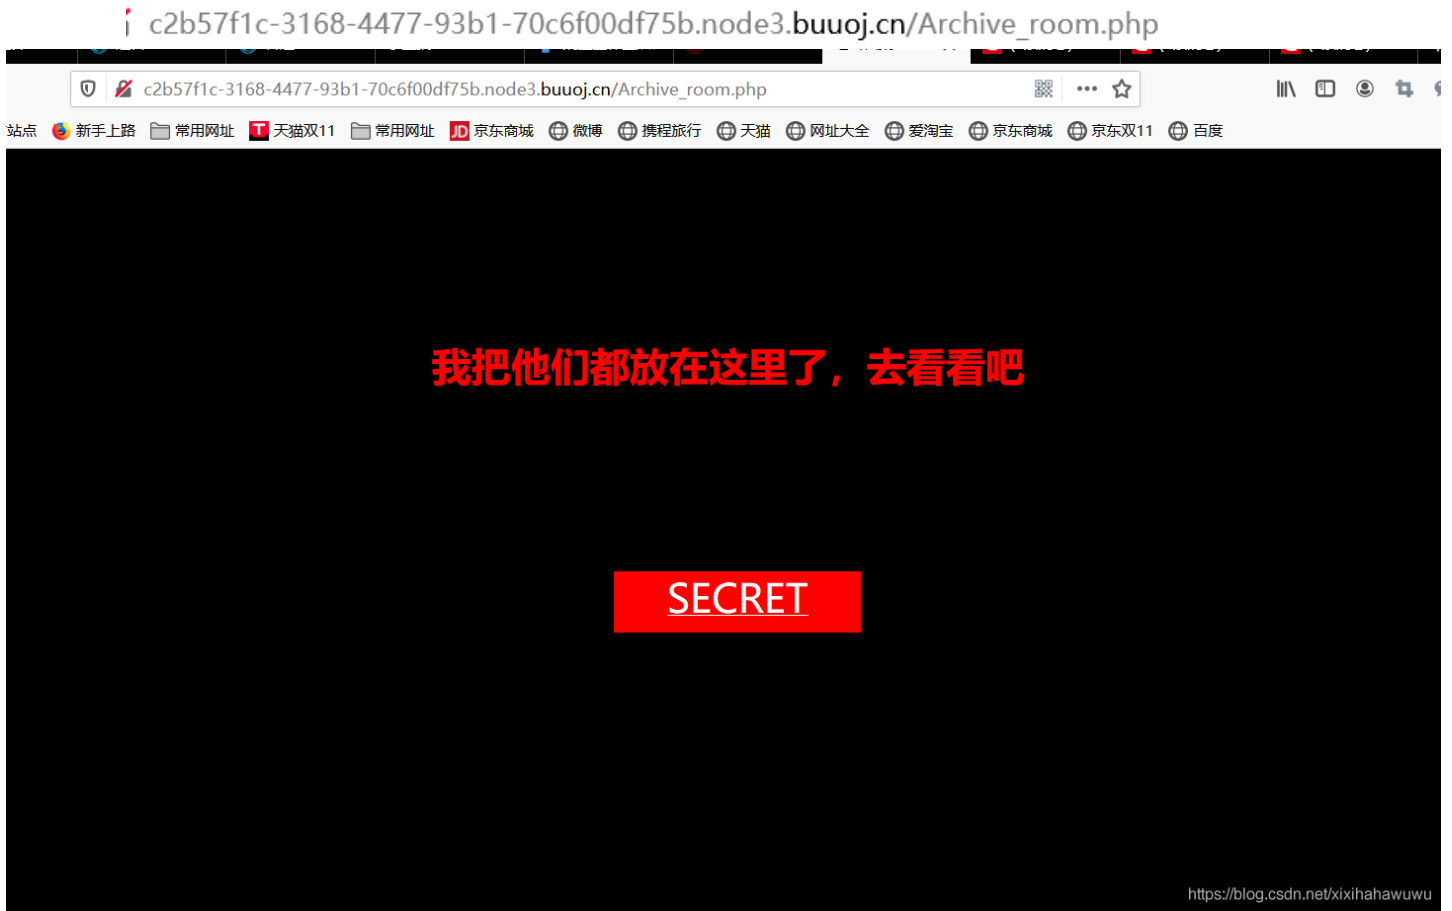 c2b57f1c-3168-4477-93b1-70c6f00df75b.node3.buuoj.cn/Archive_room.php
c2b57f1c-3168-4477-93b1-70c6f00df75b.node3.buuoj.cn/Archive_room.php
站点 新手上路 常用网址 天猫双11 常用网址 JD 京东商城 微博 携程旅行 天猫 网址大全 爱淘宝 京东商城 京东双11 百度
我把他们都放在这里了，去看看吧
SECRET
https://blog.csdn.net/xixihahawuwu